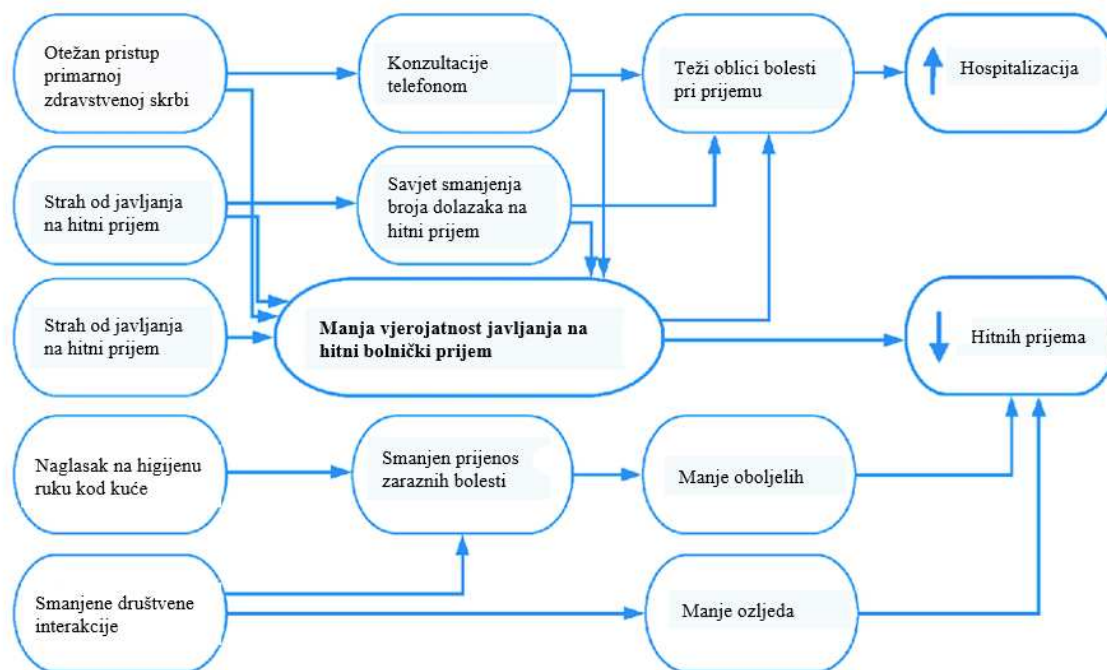 Otežan pristup
primarnoj
zdravstvenoj skrbi
Konzultacije
telefonom
Teži oblici bolesti
pri prijemu
Hospitalizacija
Strah od javljanja
na hitni prijem
Savjet smanjenja
broja dolazaka na
hitni prijem
Strah od javljanja
na hitni prijem
Manja vjerojatnost javljanja na
hitni bolnički prijem
Hitnih prijema
Naglasak na higijenu
ruku kod kuće
Smanjen prijenos
zaraznih bolesti
Manje oboljelih
Smanjene društvene
interakcije
Manje ozljeda